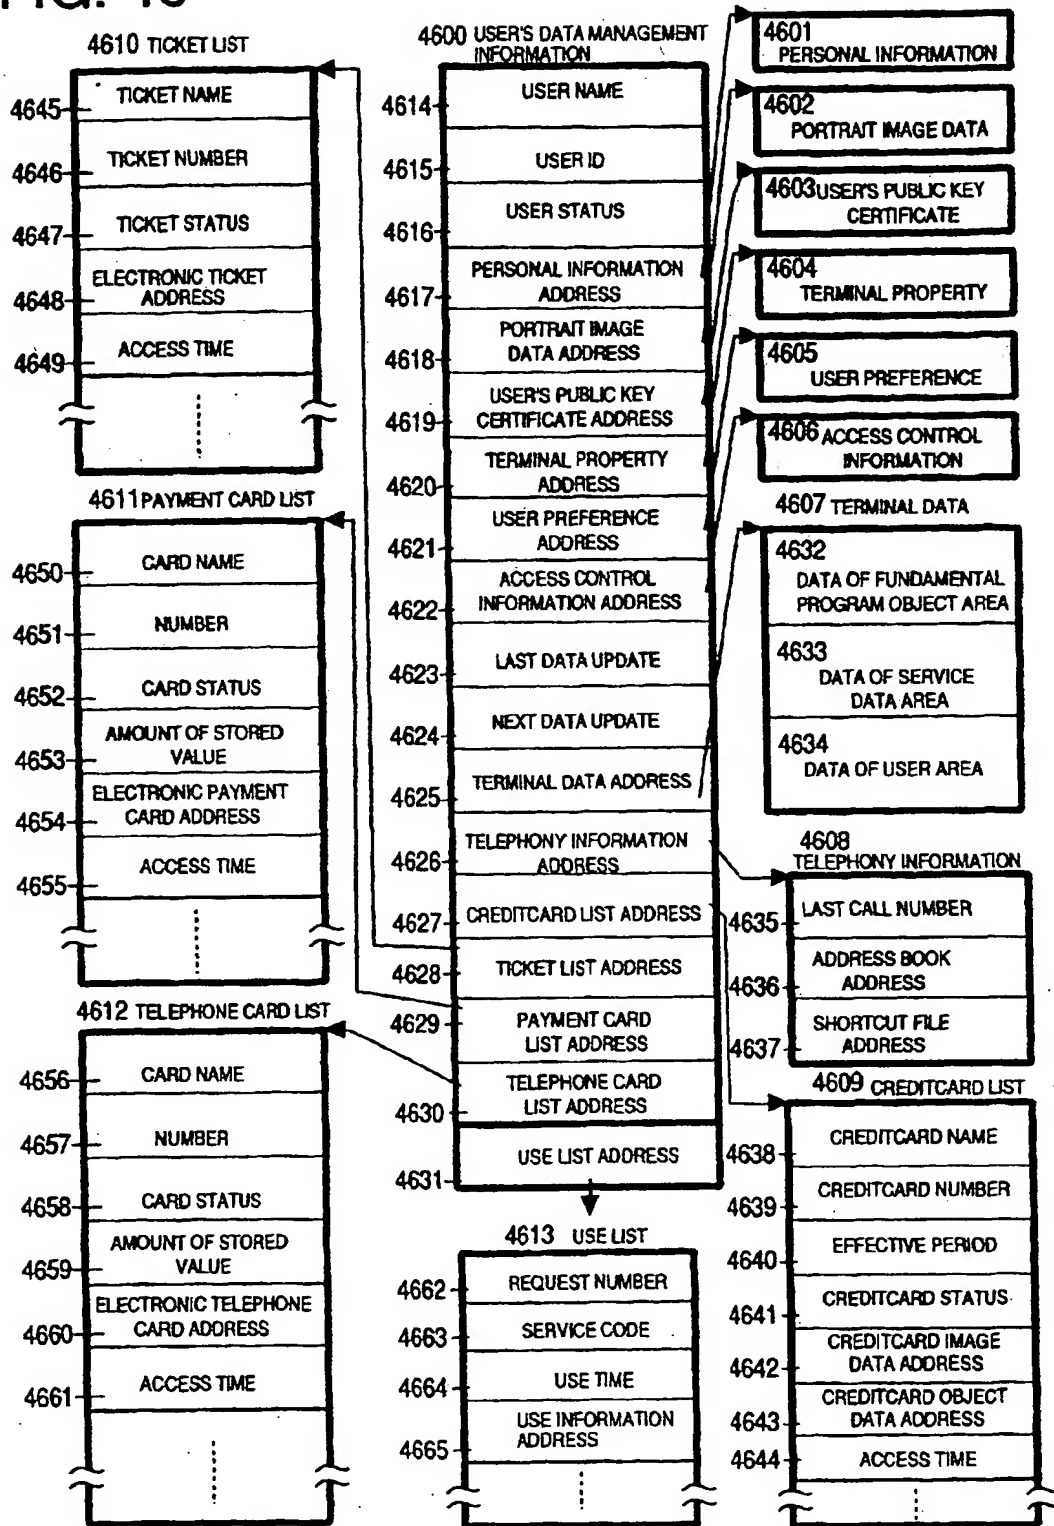 4610 TICKET LIST
4645
TICKET NAME
4646
TICKET NUMBER
4647
TICKET STATUS
4648
ELECTRONIC TICKET
ADDRESS
4649
ACCESS TIME
4611 PAYMENT CARD LIST
4650
CARD NAME
4651
NUMBER
4652
CARD STATUS
4653
AMOUNT OF STORED
VALUE
4654
ELECTRONIC PAYMENT
CARD ADDRESS
4655
ACCESS TIME
4612 TELEPHONE CARD LIST
4656
CARD NAME
4657
NUMBER
4658
CARD STATUS
4659
AMOUNT OF STORED
VALUE
4660
ELECTRONIC TELEPHONE
CARD ADDRESS
4661
ACCESS TIME
4600 USER'S DATA MANAGEMENT
INFORMATION
4614
USER NAME
4615
USER ID
4616
USER STATUS
4617
PERSONAL INFORMATION
ADDRESS
4618
PORTRAIT IMAGE
DATA ADDRESS
4619
USER'S PUBLIC KEY
CERTIFICATE ADDRESS
4620
TERMINAL PROPERTY
ADDRESS
4621
USER PREFERENCE
ADDRESS
4622
ACCESS CONTROL
INFORMATION ADDRESS
4623
LAST DATA UPDATE
4624
NEXT DATA UPDATE
4625
TERMINAL DATA ADDRESS
4626
TELEPHONY INFORMATION
ADDRESS
4627
CREDITCARD LIST ADDRESS
4628
TICKET LIST ADDRESS
4629
PAYMENT CARD
LIST ADDRESS
4630
TELEPHONE CARD
LIST ADDRESS
4631
USE LIST ADDRESS
4613 USE LIST
4662
REQUEST NUMBER
4663
SERVICE CODE
4664
USE TIME
4665
USE INFORMATION
ADDRESS
4601
PERSONAL INFORMATION
4602
PORTRAIT IMAGE DATA
4603 USER'S PUBLIC KEY
CERTIFICATE
4604
TERMINAL PROPERTY
4605
USER PREFERENCE
4606 ACCESS CONTROL
INFORMATION
4607 TERMINAL DATA
4632
DATA OF FUNDAMENTAL
PROGRAM OBJECT AREA
4633
DATA OF SERVICE
DATA AREA
4634
DATA OF USER AREA
4608
TELEPHONY INFORMATION
4635
LAST CALL NUMBER
4636
ADDRESS BOOK
ADDRESS
4637
SHORTCUT FILE
ADDRESS
4609 CREDITCARD LIST
4638
CREDITCARD NAME
4639
CREDITCARD NUMBER
4640
EFFECTIVE PERIOD
4641
CREDITCARD STATUS
4642
CREDITCARD IMAGE
DATA ADDRESS
4643
CREDITCARD OBJECT
DATA ADDRESS
4644
ACCESS TIME